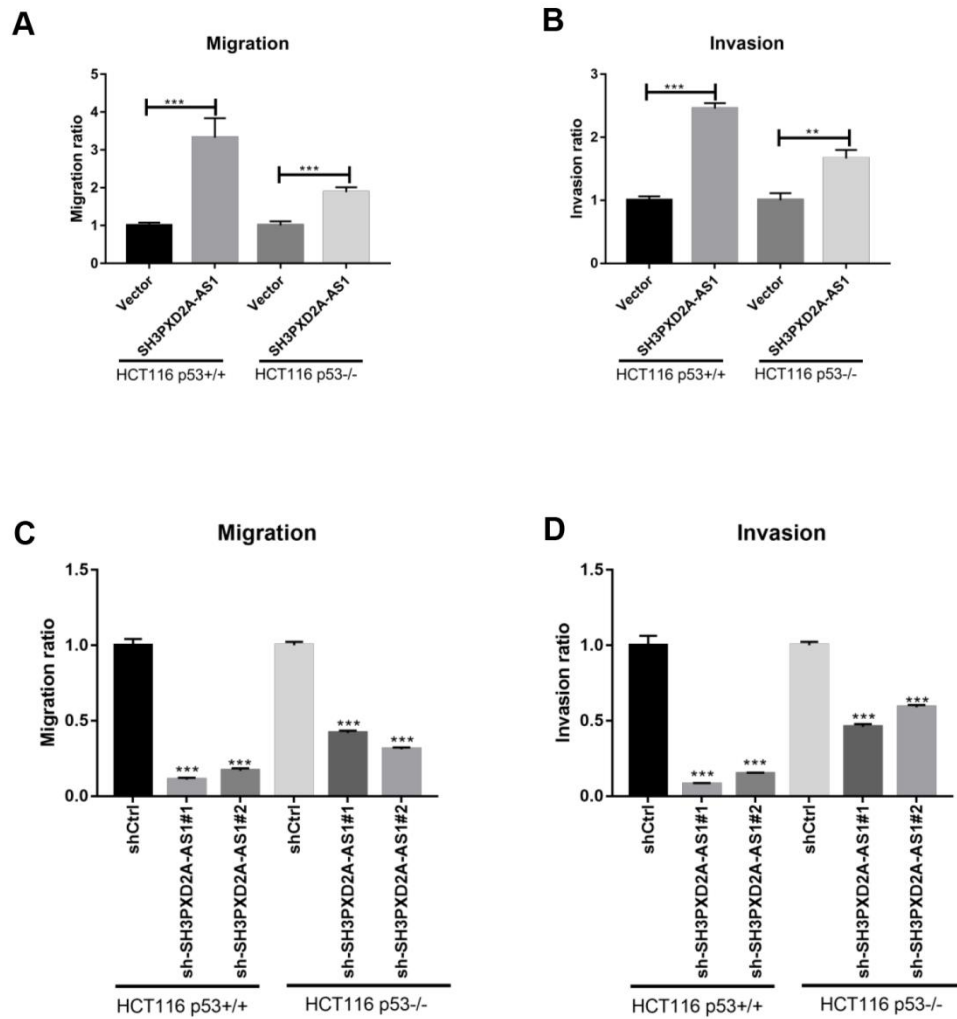 A
Migration
Migration ratio
5
4
3
2
1
0
***
***
Vector
SH3PXD2A-AS1
Vector
SH3PXD2A-AS1
HCT116 p53+/+
HCT116 p53-/-
B
Invasion
Invasion ratio
3
2
1
0
***
**
Vector
SH3PXD2A-AS1
Vector
SH3PXD2A-AS1
HCT116 p53+/+
HCT116 p53-/-
C
Migration
Migration ratio
1.5
1.0
0.5
0.0
***
***
***
***
shCtrl
sh-SH3PXD2A-AS1#1
sh-SH3PXD2A-AS1#2
shCtrl
sh-SH3PXD2A-AS1#1
sh-SH3PXD2A-AS1#2
HCT116 p53+/+
HCT116 p53-/-
D
Invasion
Invasion ratio
1.5
1.0
0.5
0.0
***
***
***
***
shCtrl
sh-SH3PXD2A-AS1#1
sh-SH3PXD2A-AS1#2
shCtrl
sh-SH3PXD2A-AS1#1
sh-SH3PXD2A-AS1#2
HCT116 p53+/+
HCT116 p53-/-